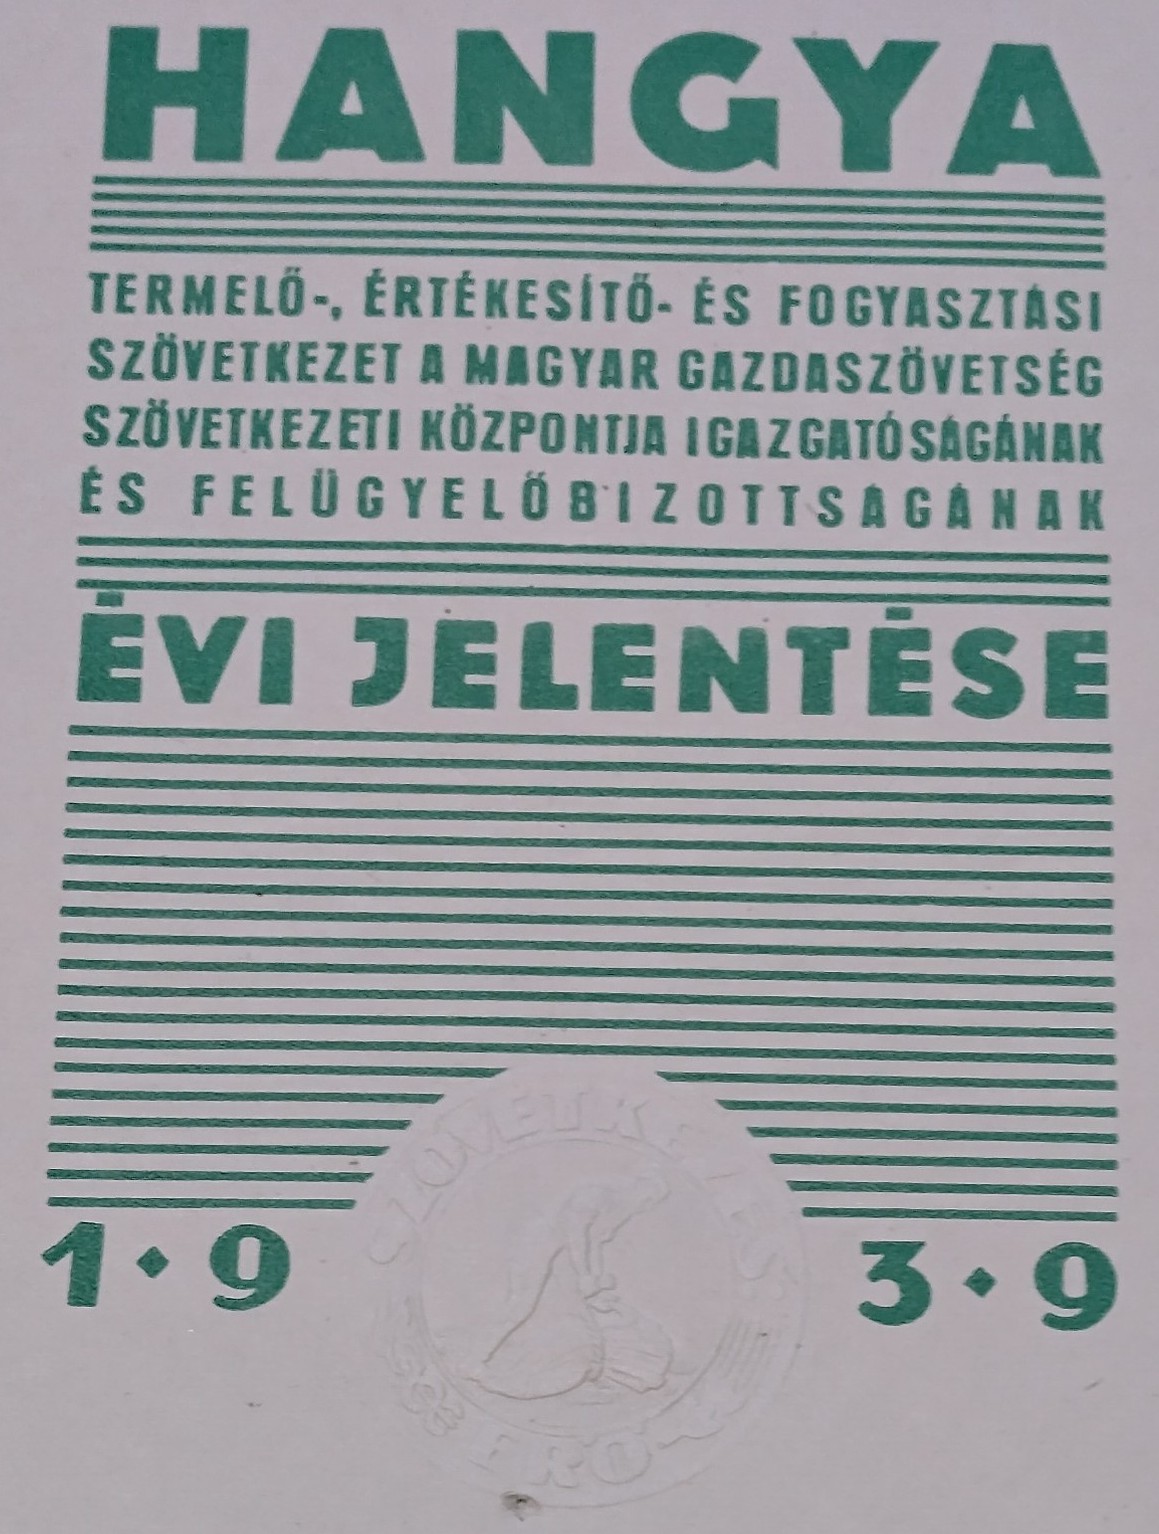 HANGYA
TERMELŐ-, ÉRTÉKESÍTŐ- ÉS FOGYASZTÁSI
SZÖVETKEZET A MAGYAR GAZDASZÖVETSÉG
SZÖVETKEZETI KÖZPONTJA IGAZGATÓSÁGÁNAK
ÉS FELÜGYELŐBIZOTTSÁGÁNAK
ÉVI JELENTÉSE
1·9 3·9
ERŐ